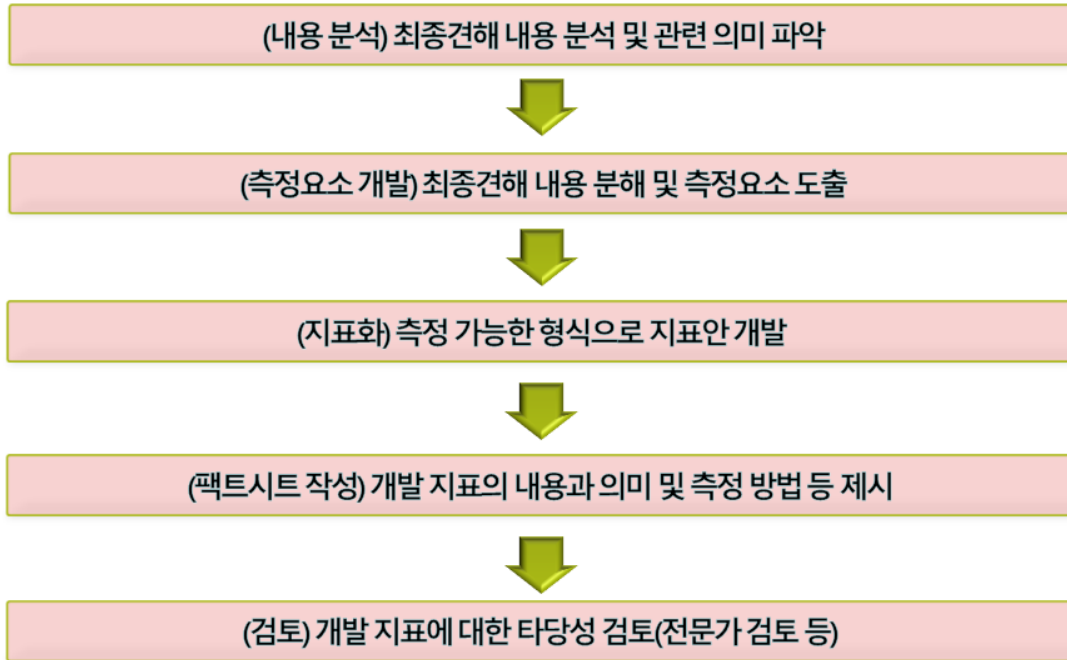 (내용 분석) 최종견해 내용 분석 및 관련 의미 파악
(측정요소 개발) 최종견해 내용 분해 및 측정요소 도출
(지표화) 측정 가능한 형식으로 지표안 개발
(팩트시트 작성) 개발 지표의 내용과 의미 및 측정 방법 등 제시
(검토) 개발 지표에 대한 타당성 검토(전문가 검토 등)